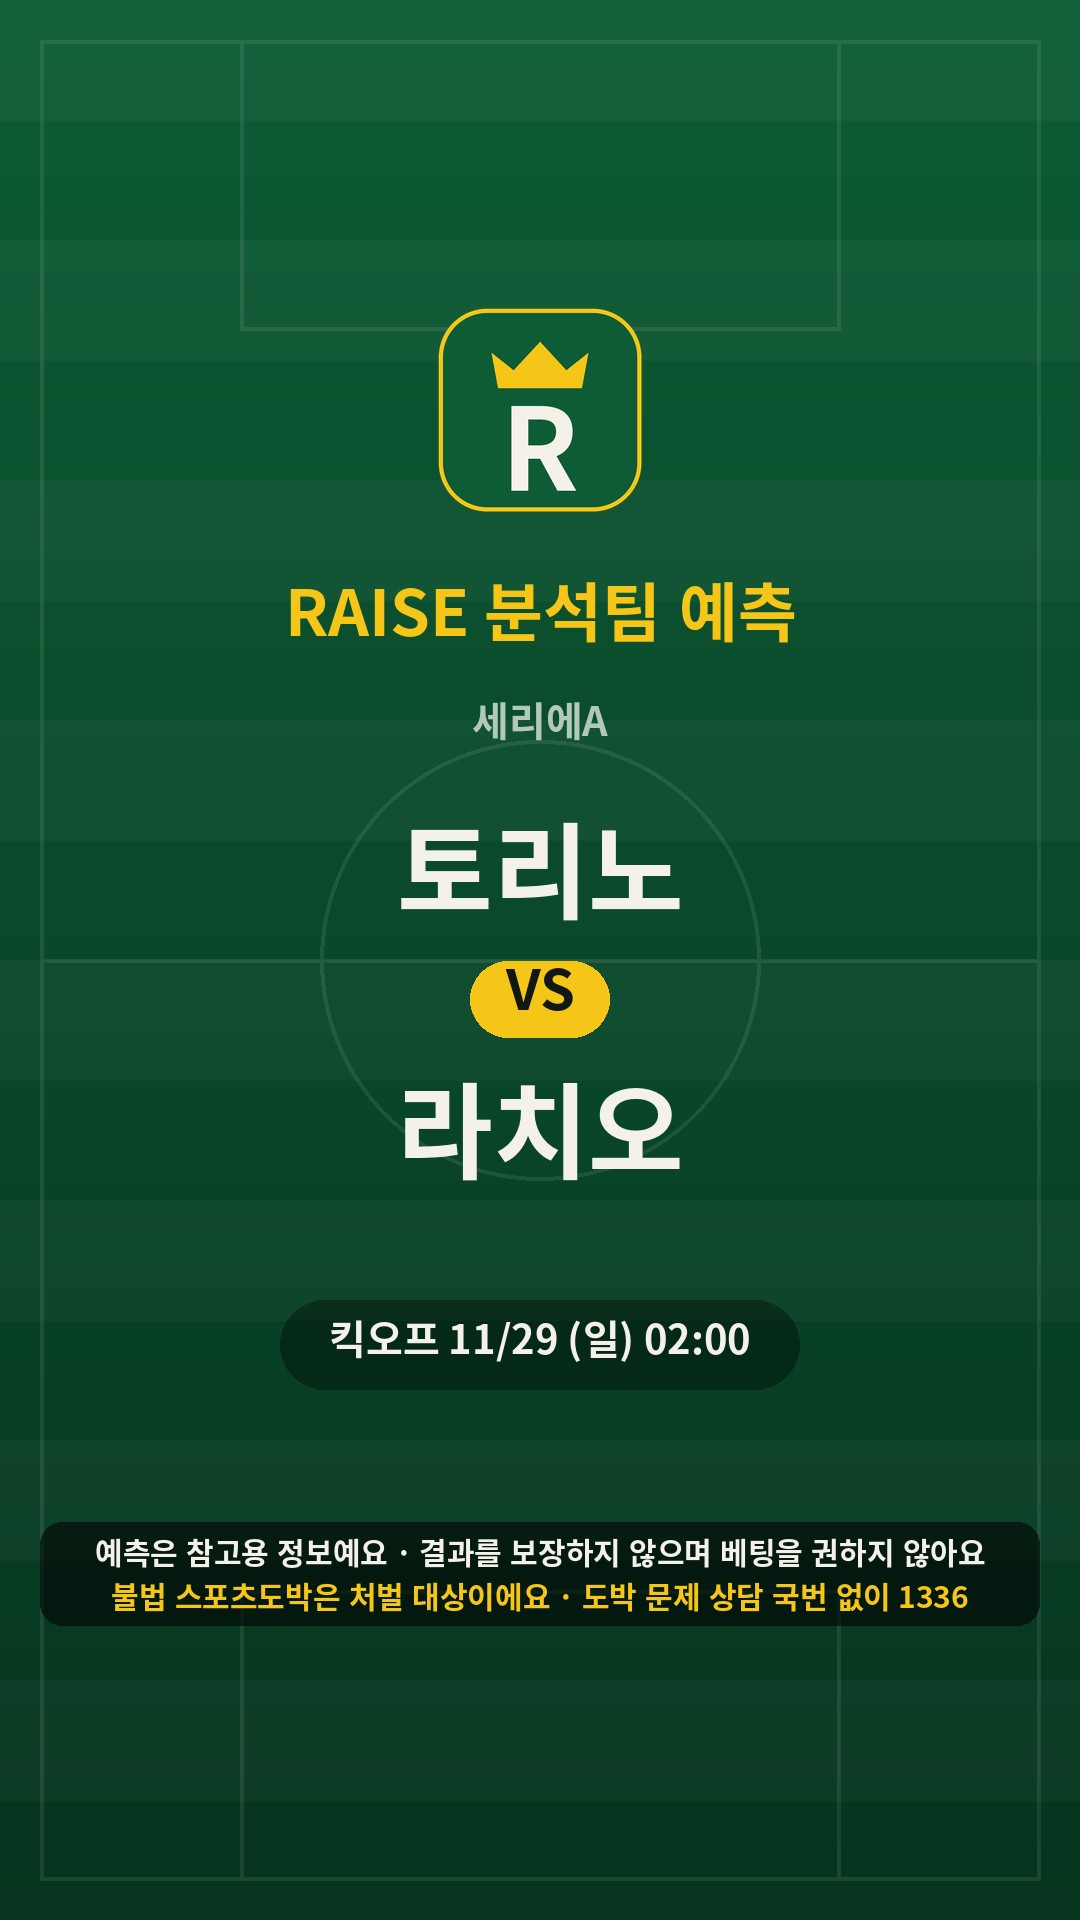 R
RAISE 분석팀 예측
세리에A
토리노
VS
라치오
킥오프 11/29 (일) 02:00
예측은 참고용 정보예요 · 결과를 보장하지 않으며 베팅을 권하지 않아요
불법 스포츠도박은 처벌 대상이에요 · 도박 문제 상담 국번 없이 1336